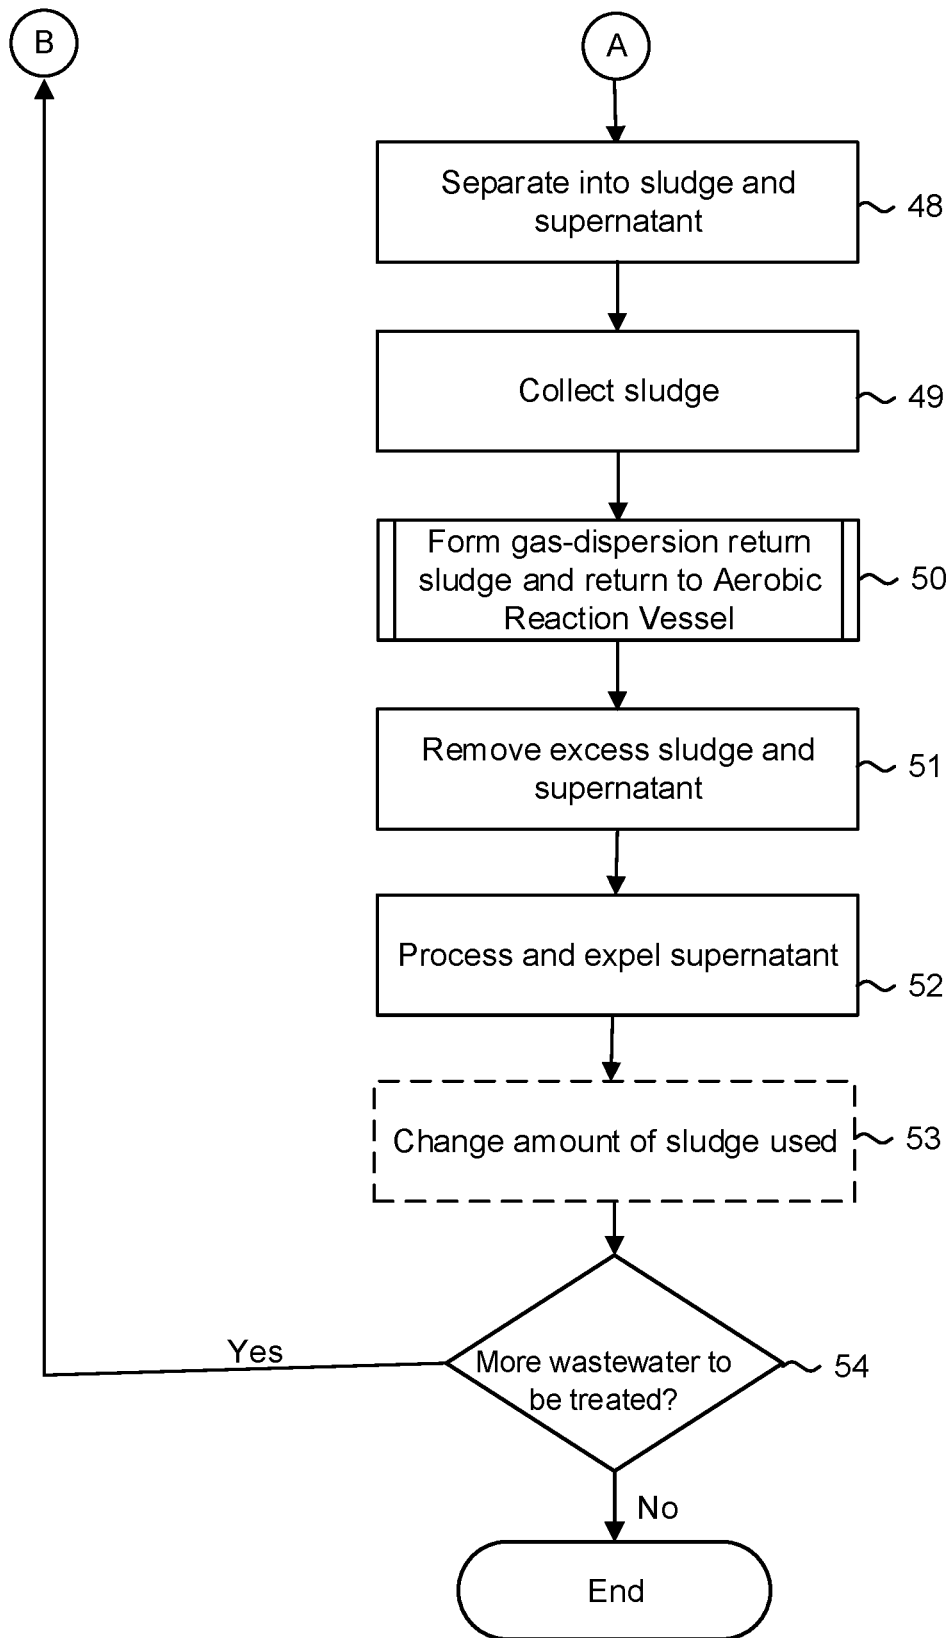 B
A
Separate into sludge and
supernatant
48
Collect sludge
49
Form gas-dispersion return
sludge and return to Aerobic
Reaction Vessel
50
Remove excess sludge and
supernatant
51
Process and expel supernatant
52
Change amount of sludge used
53
More wastewater to
be treated?
54
Yes
No
End